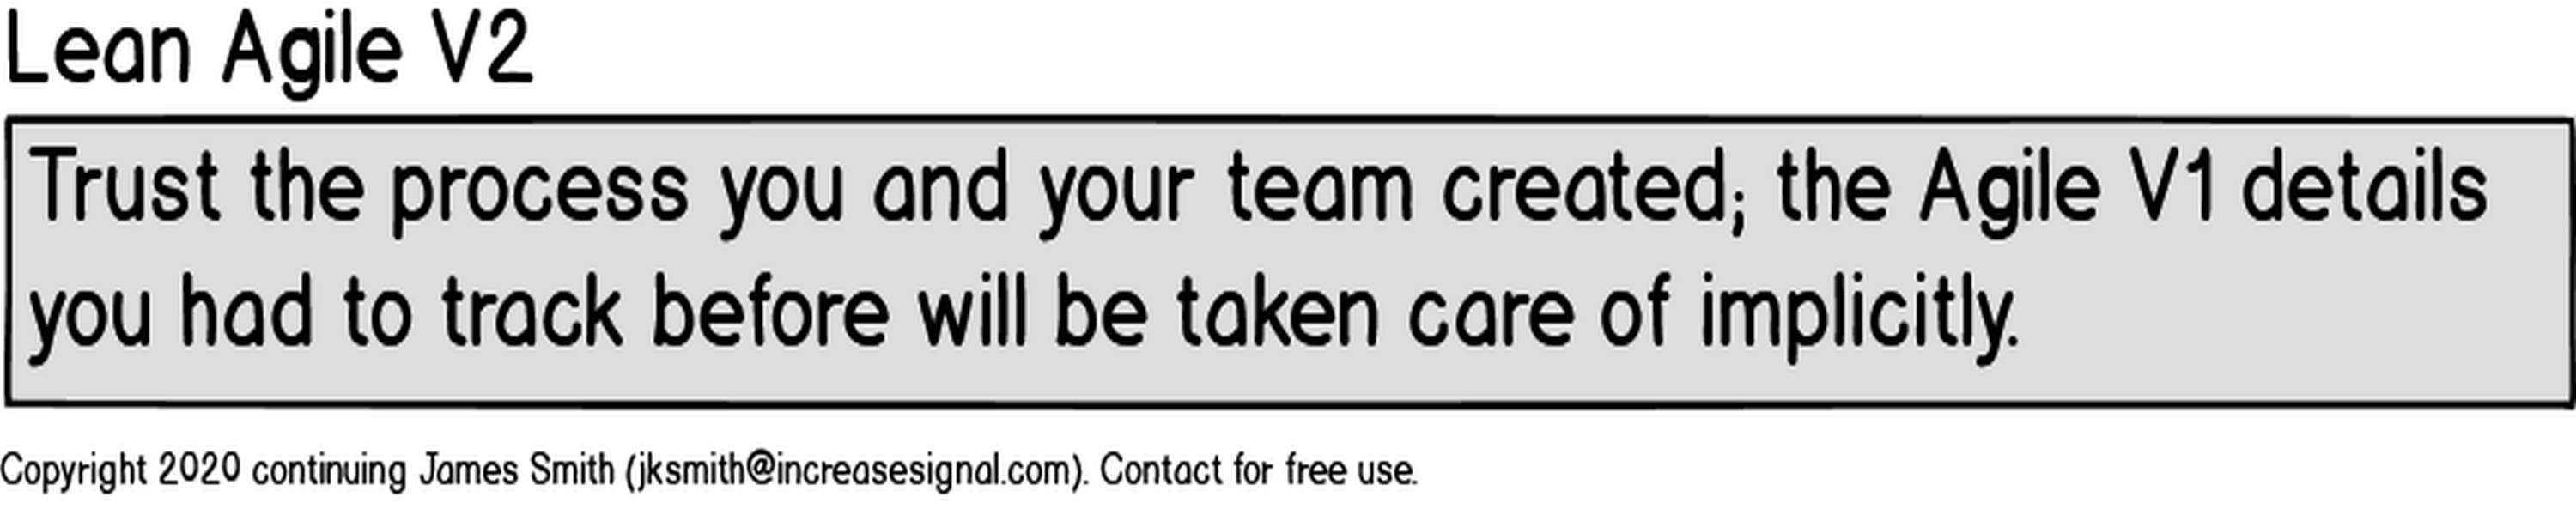 Lean Agile V2
Trust the process you and your team created; the Agile V1 details
you had to track before will be taken care of implicitly.
Copyright 2020 continuing James Smith (jksmith@increasesignal.com). Contact for free use.